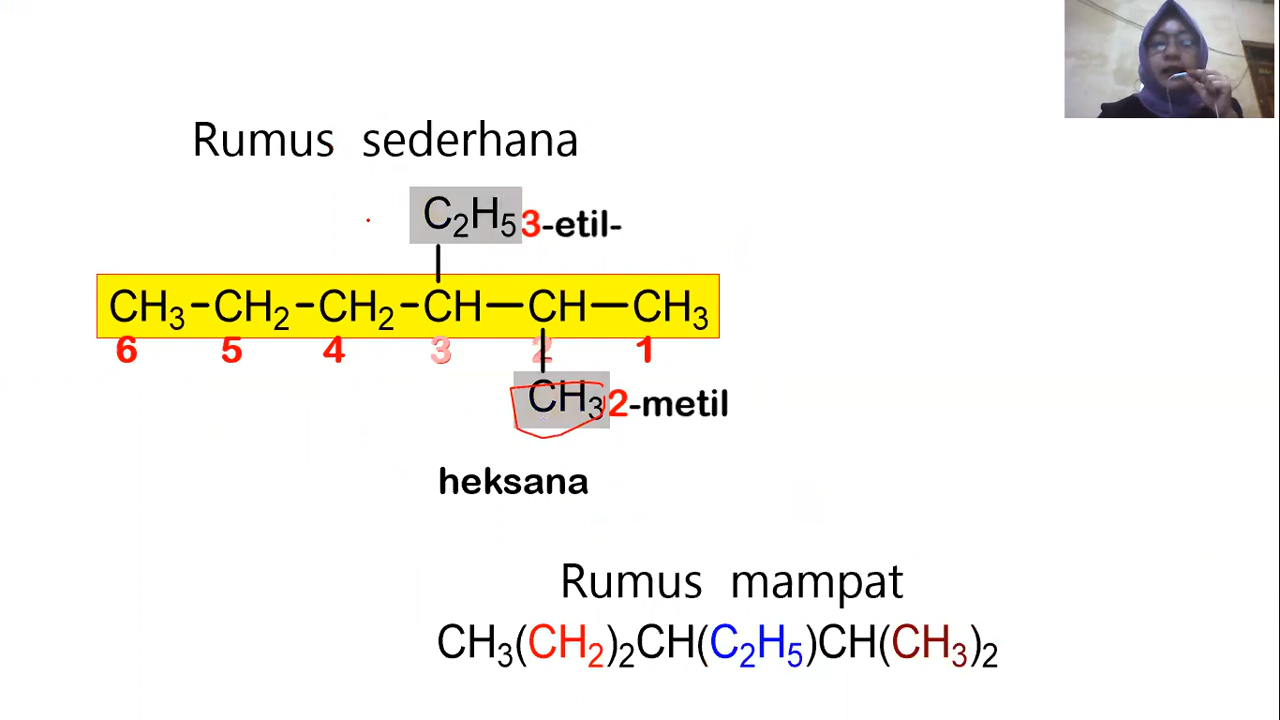 Rumus sederhana
C₂H₅ 3-etil-
CH₃–CH₂–CH₂–CH–CH–CH₃
6 5 4 3 2 1
CH₃ 2-metil
heksana
Rumus mampat
CH₃(CH₂)₂CH(C₂H₅)CH(CH₃)₂